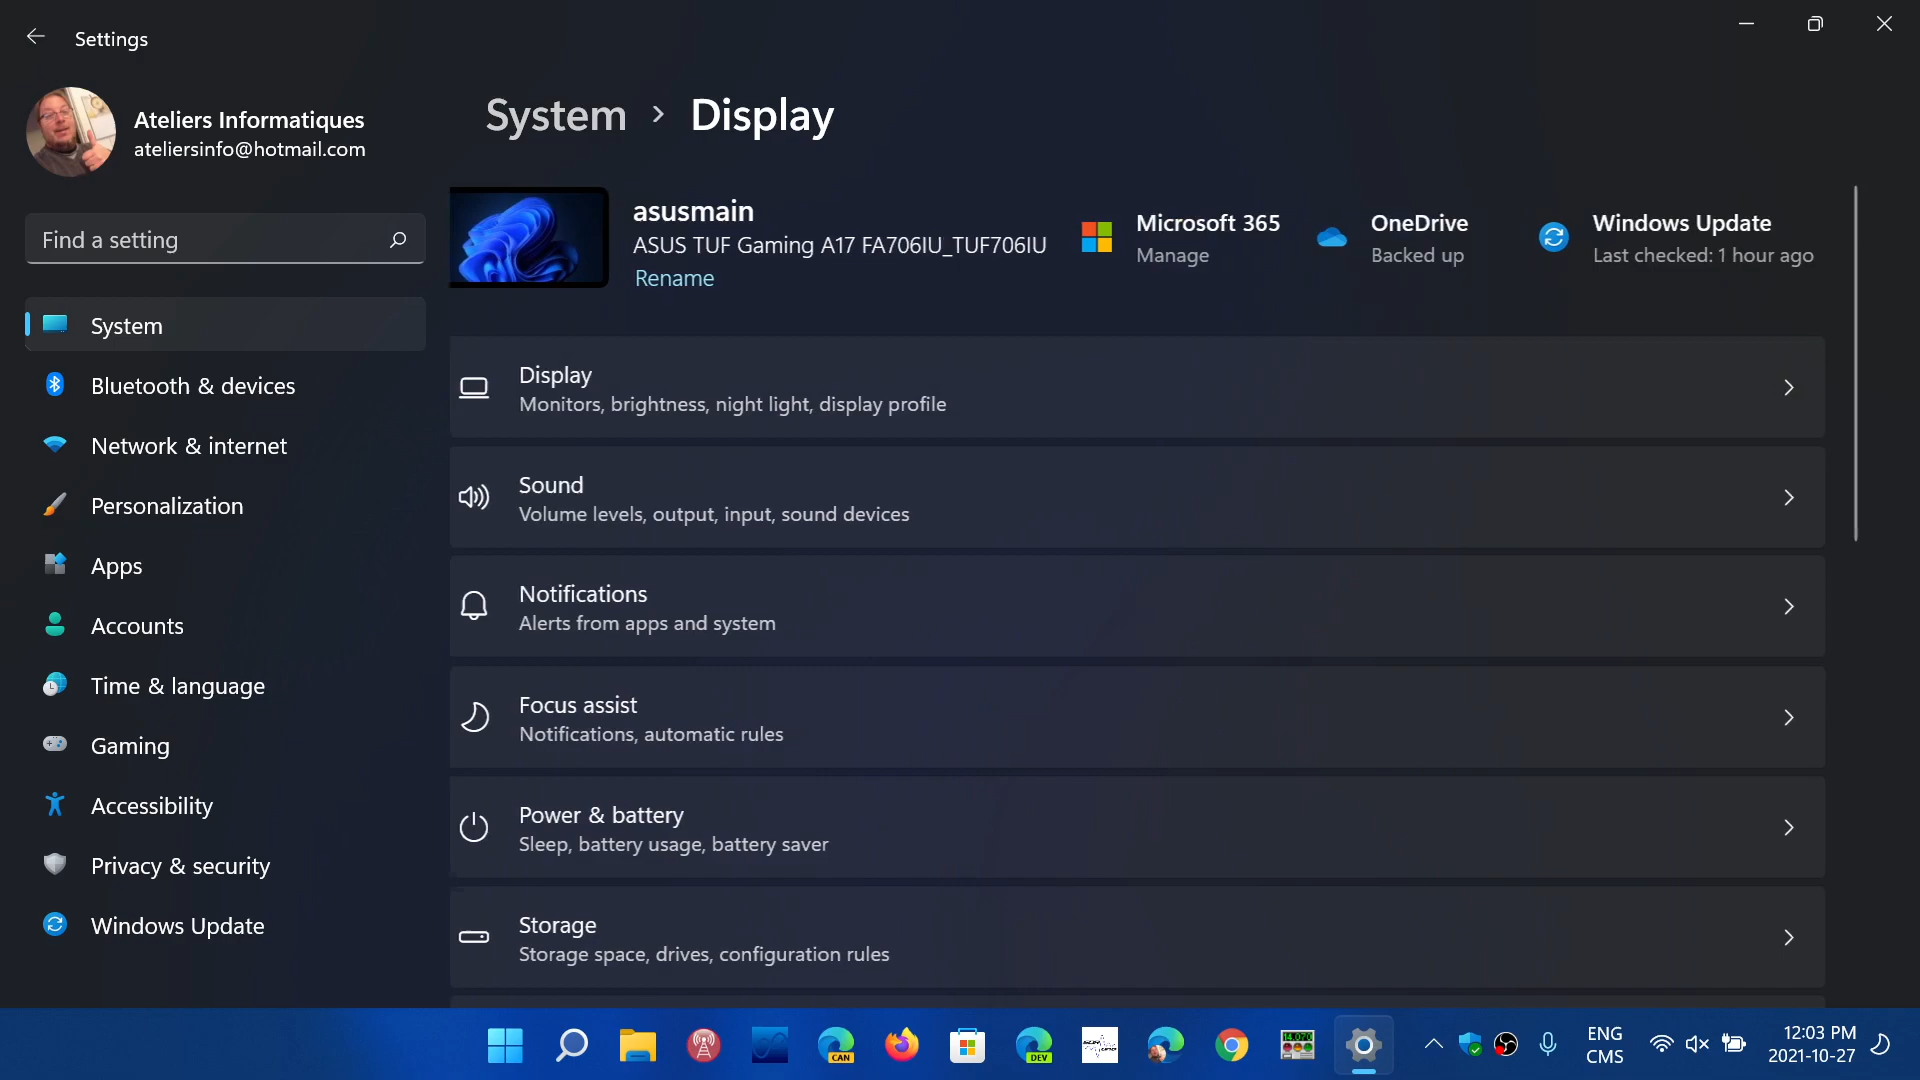 Settings
Ateliers Informatiques
ateliersinfo@hotmail.com
Find a setting
System
Bluetooth & devices
Network & internet
Personalization
Apps
Accounts
Time & language
Gaming
Accessibility
Privacy & security
Windows Update
System > Display
asusmain
ASUS TUF Gaming A17 FA706IU_TUF706IU
Rename
Microsoft 365
Manage
OneDrive
Backed up
Windows Update
Last checked: 1 hour ago
Display
Monitors, brightness, night light, display profile
Sound
Volume levels, output, input, sound devices
Notifications
Alerts from apps and system
Focus assist
Notifications, automatic rules
Power & battery
Sleep, battery usage, battery saver
Storage
Storage space, drives, configuration rules
CAN
DEV
ENG
CMS
12:03 PM
2021-10-27